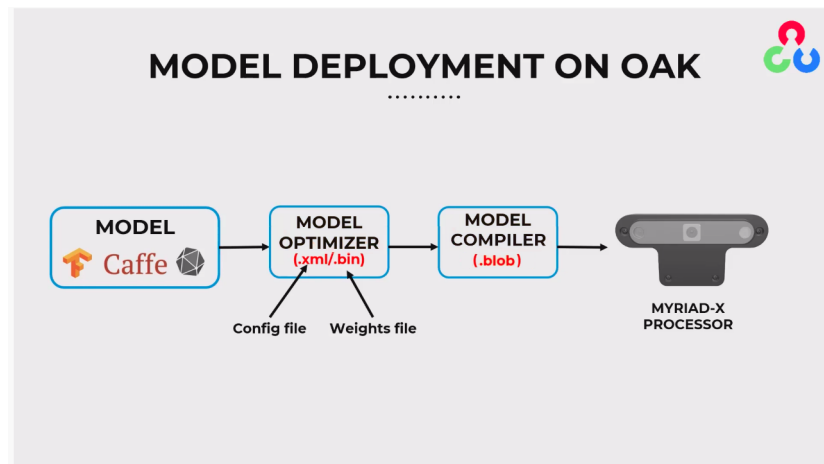 MODEL DEPLOYMENT ON OAK
MODEL
Caffe
MODEL
OPTIMIZER
(.xml/.bin)
MODEL
COMPILER
(.blob)
Config file
Weights file
MYRIAD-X
PROCESSOR